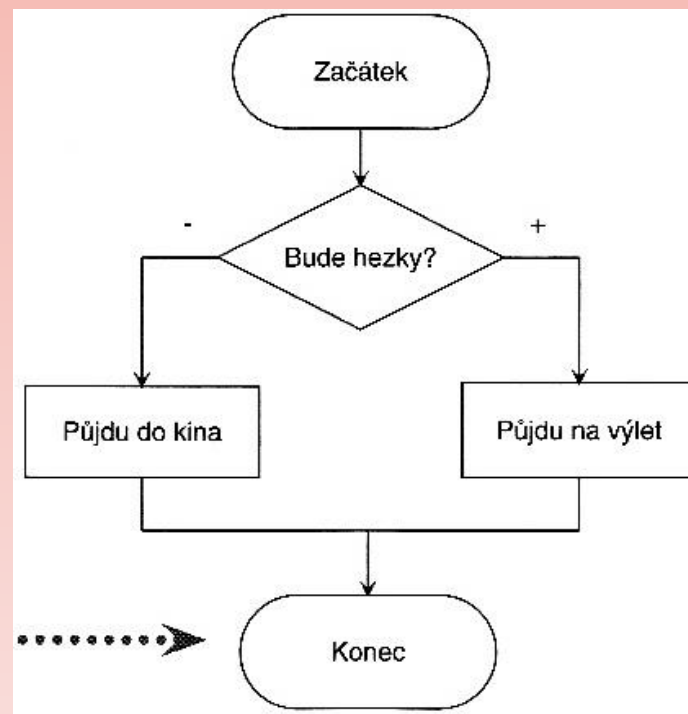 Začátek
- +
Bude hezky?
Půjdu do kina
Půjdu na výlet
Konec